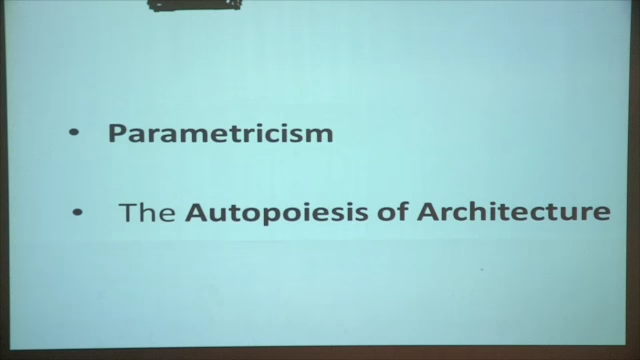 • Parametricism
• The Autopoiesis of Architecture